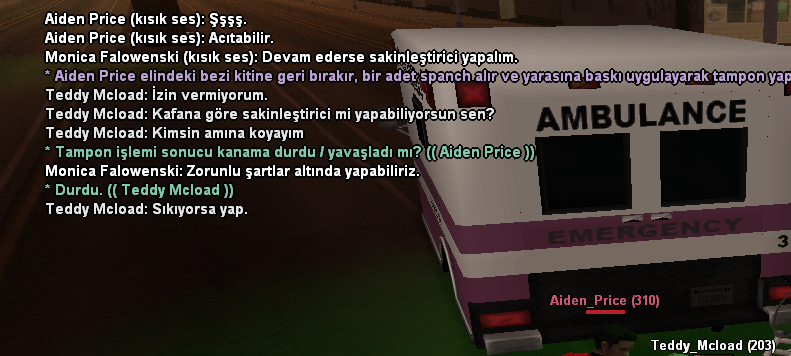 Aiden Price (kısık ses): Şşşş.
Aiden Price (kısık ses): Acıtabilir.
Monica Falowenski (kısık ses): Devam ederse sakinleştirici yapalım.
* Aiden Price elindeki bezi kitine geri bırakır, bir adet spanch alır ve yarasına baskı uygulayarak tampon yap
Teddy Mcload: İzin vermiyorum.
Teddy Mcload: Kafana göre sakinleştirici mi yapabiliyorsun sen?
Teddy Mcload: Kimsin amına koyayım
* Tampon işlemi sonucu kanama durdu / yavaşladı mı? (( Aiden Price ))
Monica Falowenski: Zorunlu şartlar altında yapabiliriz.
* Durdu. (( Teddy Mcload ))
Teddy Mcload: Sıkıyorsa yap.
AMBULANCE
EMERGENCY
3
Aiden_Price (310)
Teddy_Mcload (203)